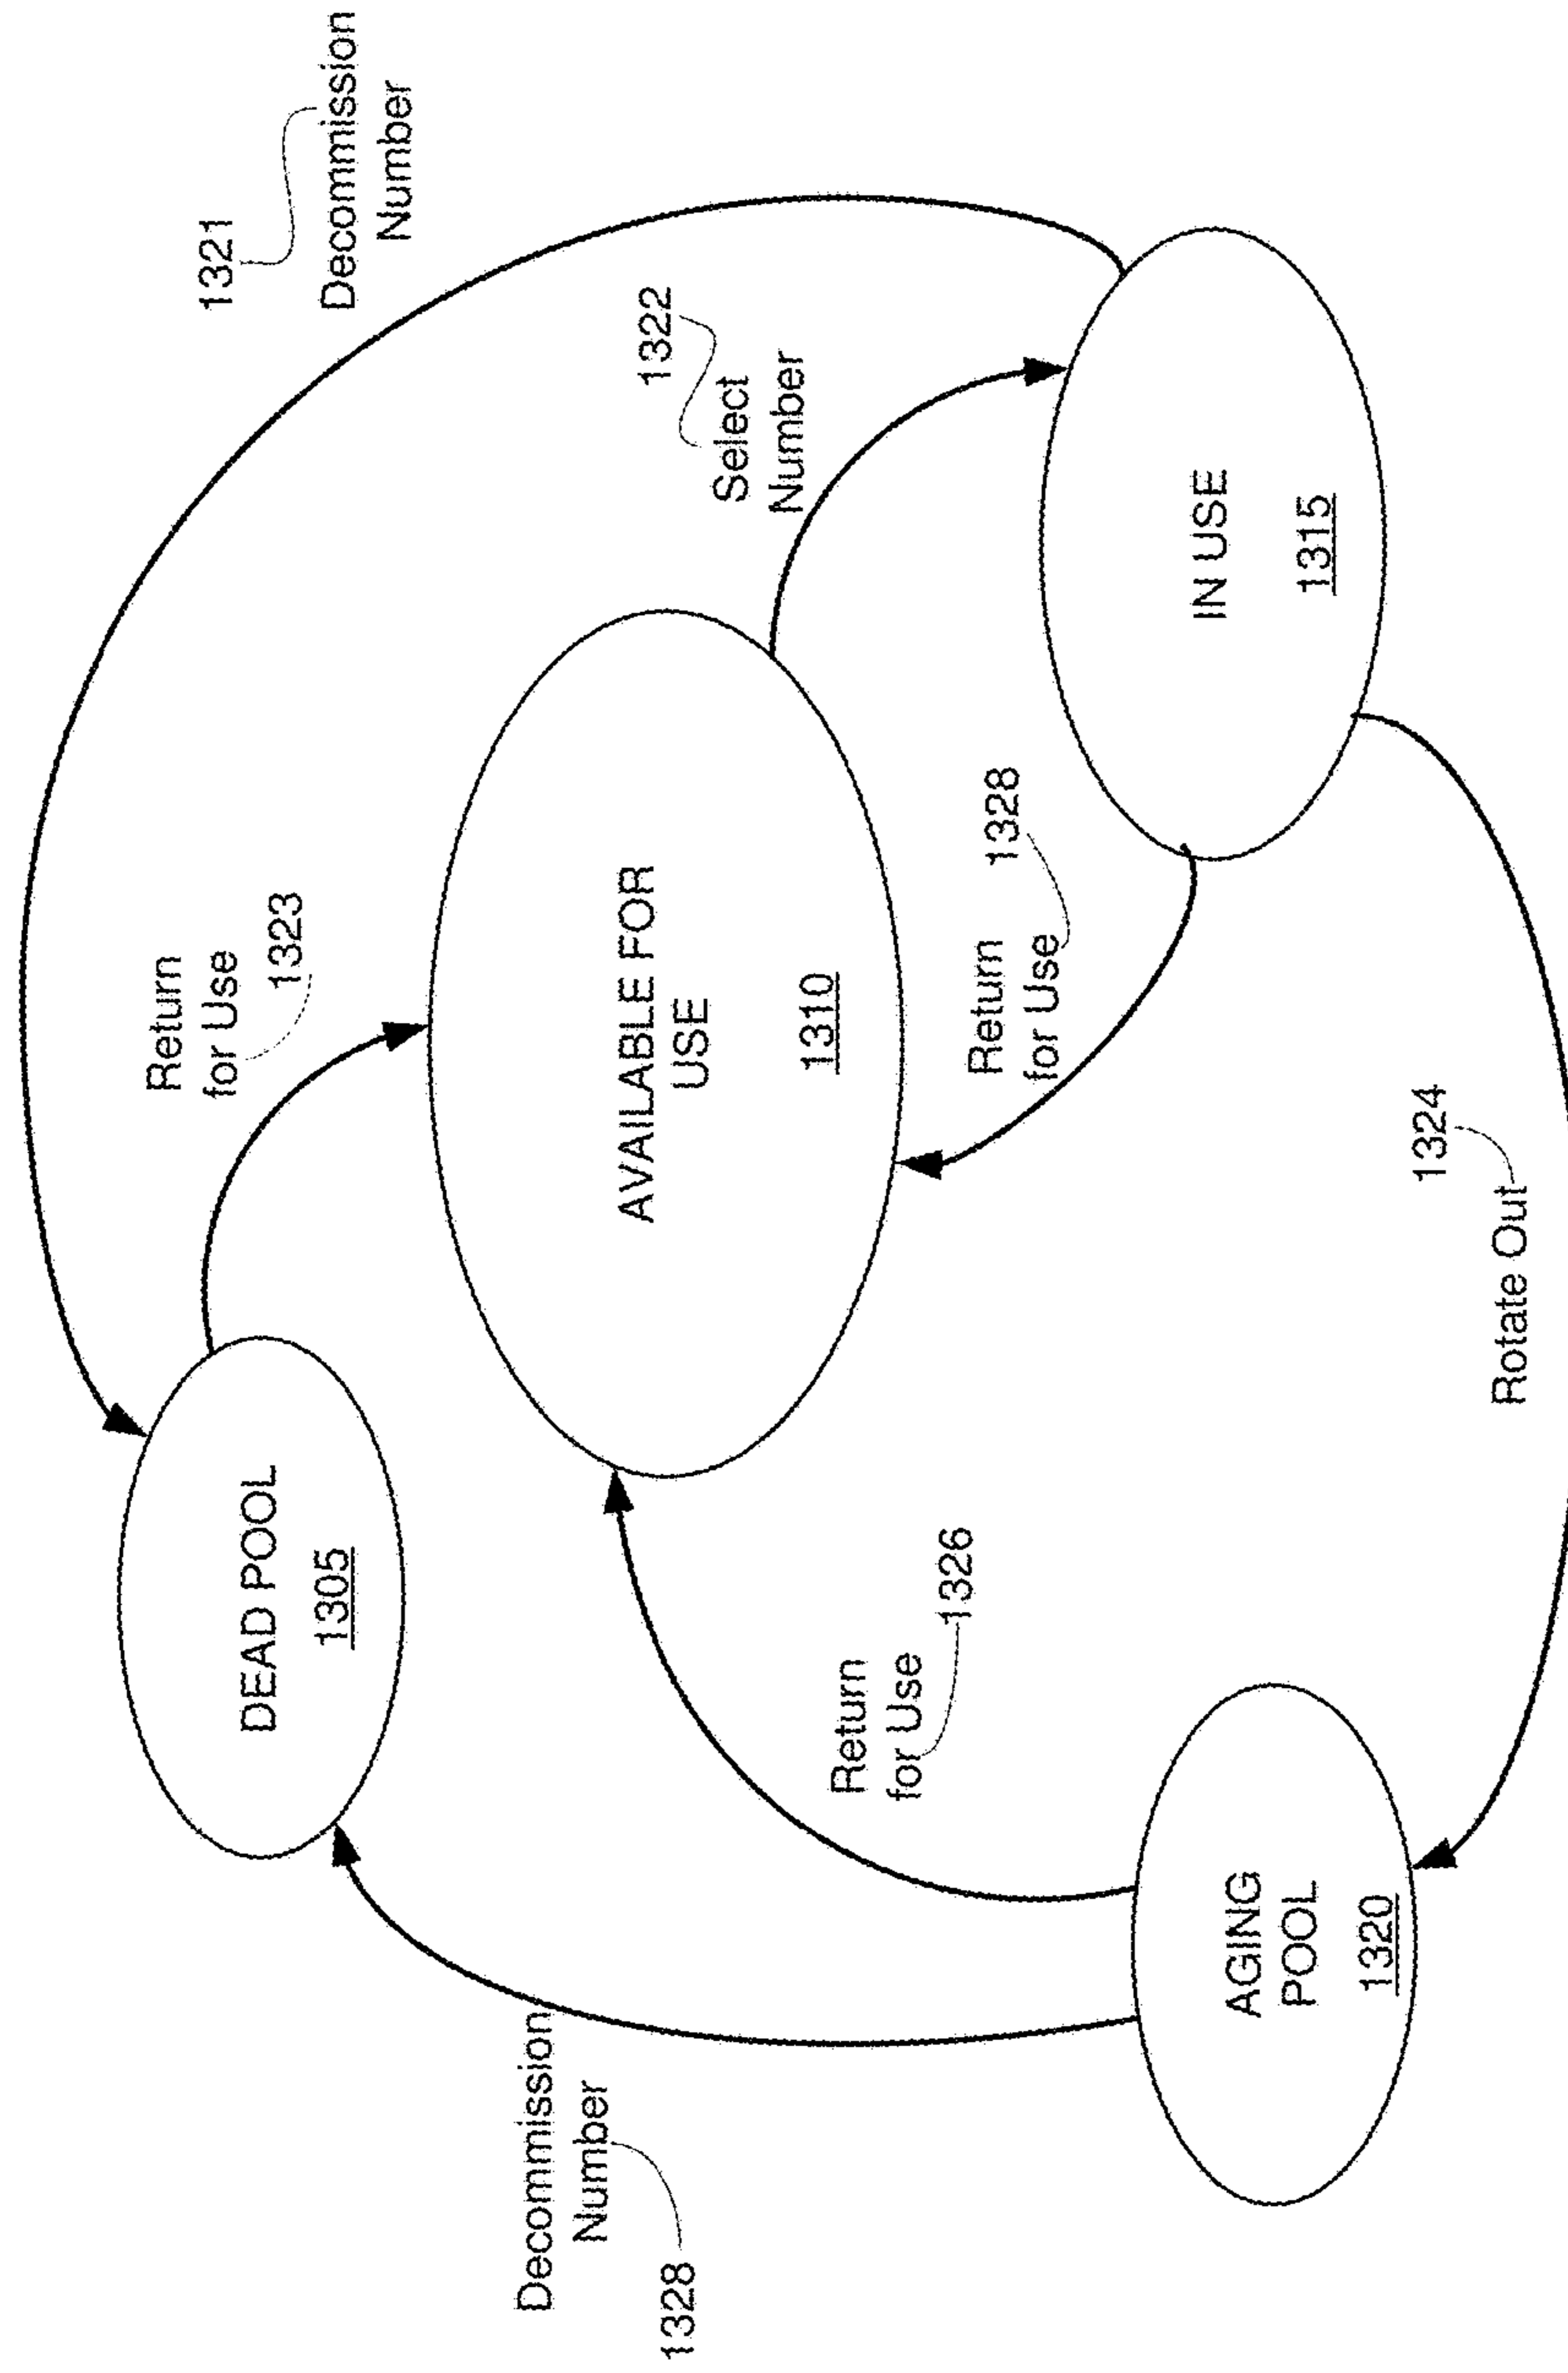 1321
Decommission
Number
Return
for Use
1323
DEAD POOL
1305
1322
Select
Number
AVAILABLE FOR
USE
1310
Decommission
Number
1328
Return
for Use
1326
Return
for Use
1328
IN USE
1315
AGING
POOL
1320
1324
Rotate Out